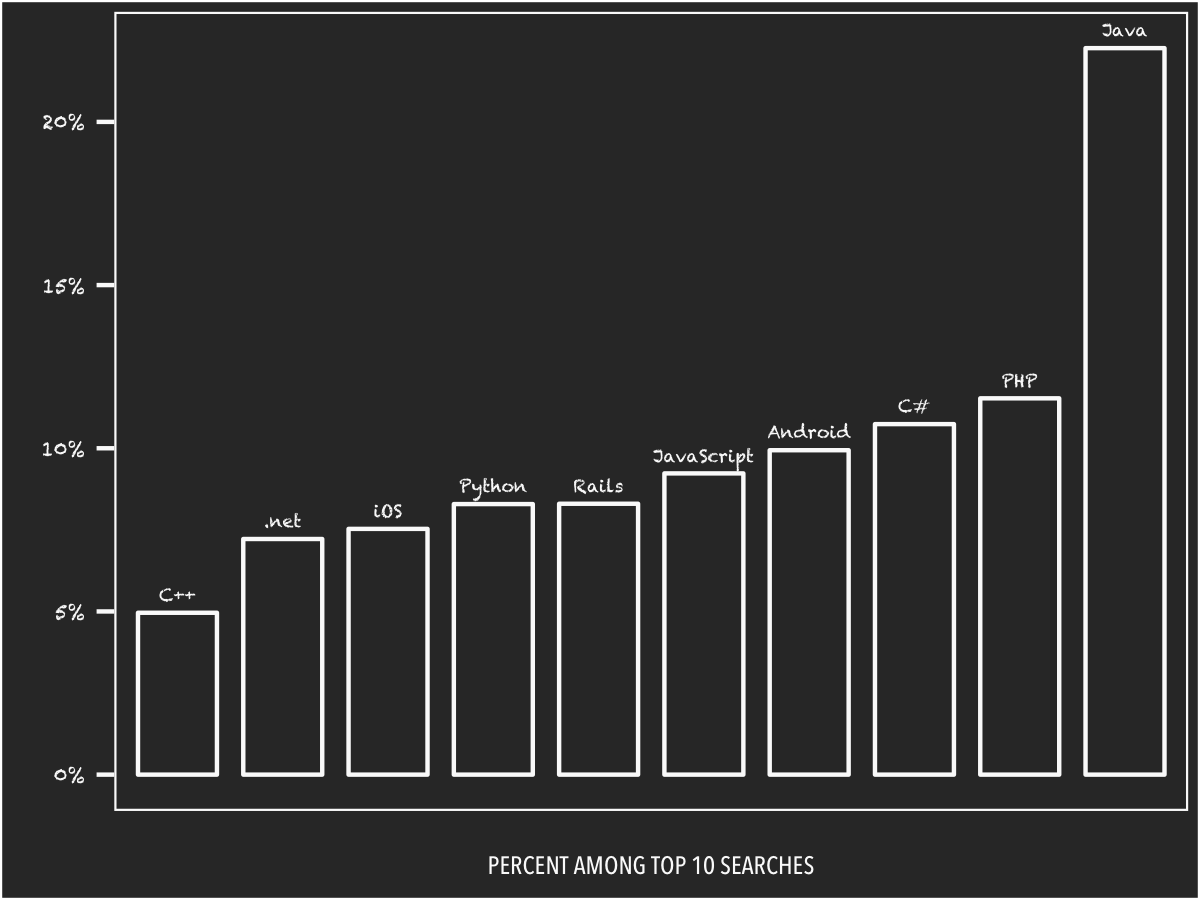 Java
20%
15%
PHP
C#
Android
10%
JavaScript
Python
Rails
iOS
.net
C++
5%
0%
PERCENT AMONG TOP 10 SEARCHES